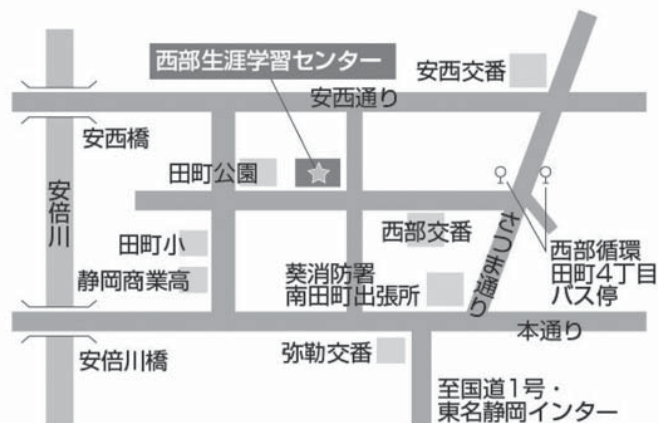 西部生涯学習センター
安西交番
安西通り
安西橋
田町公園
安倍川
田町小
静岡商業高
西部交番
さつま通り
西部循環
田町4丁目
バス停
葵消防署
南田町出張所
本通り
安倍川橋
弥勒交番
至国道1号・
東名静岡インター